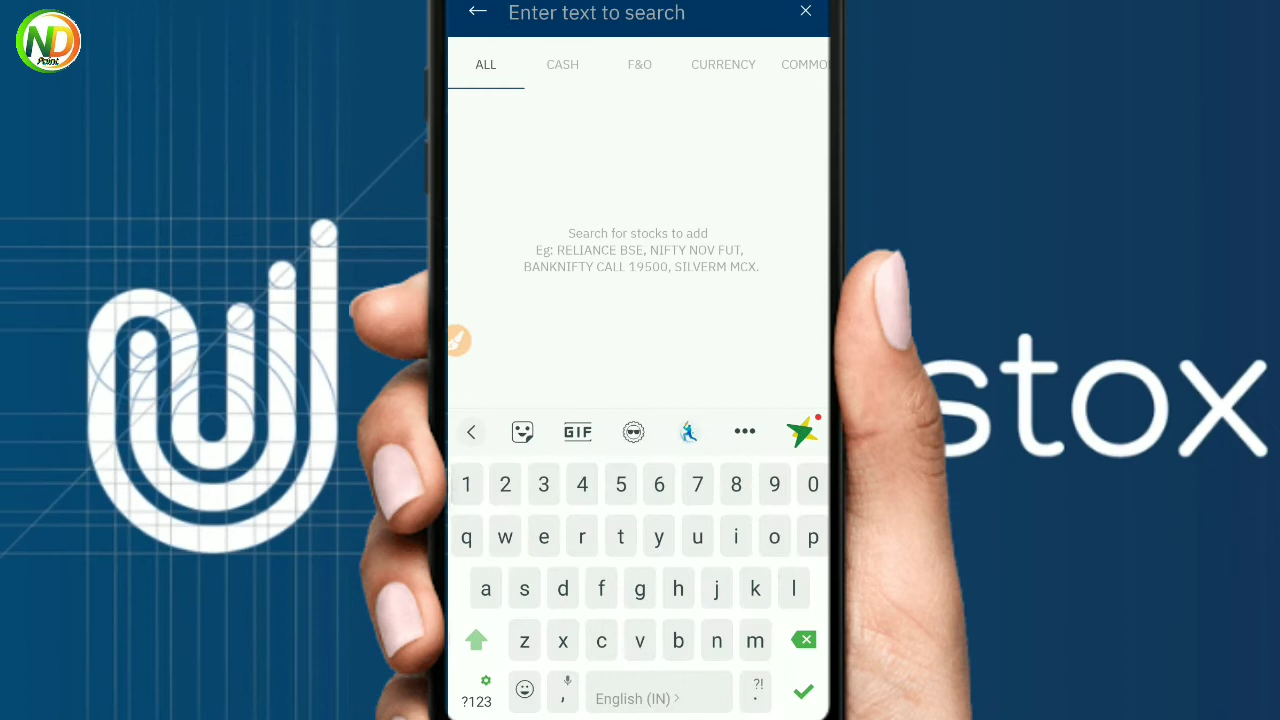 ND
Point
Enter text to search
ALL CASH F&O CURRENCY COMMO
Search for stocks to add
Eg: RELIANCE BSE, NIFTY NOV FUT,
BANKNIFTY CALL 19500, SILVERM MCX.
stox
GIF
1 2 3 4 5 6 7 8 9 0
q w e r t y u i o p
a s d f g h j k l
z x c v b n m
?123 , English (IN) > ?! .